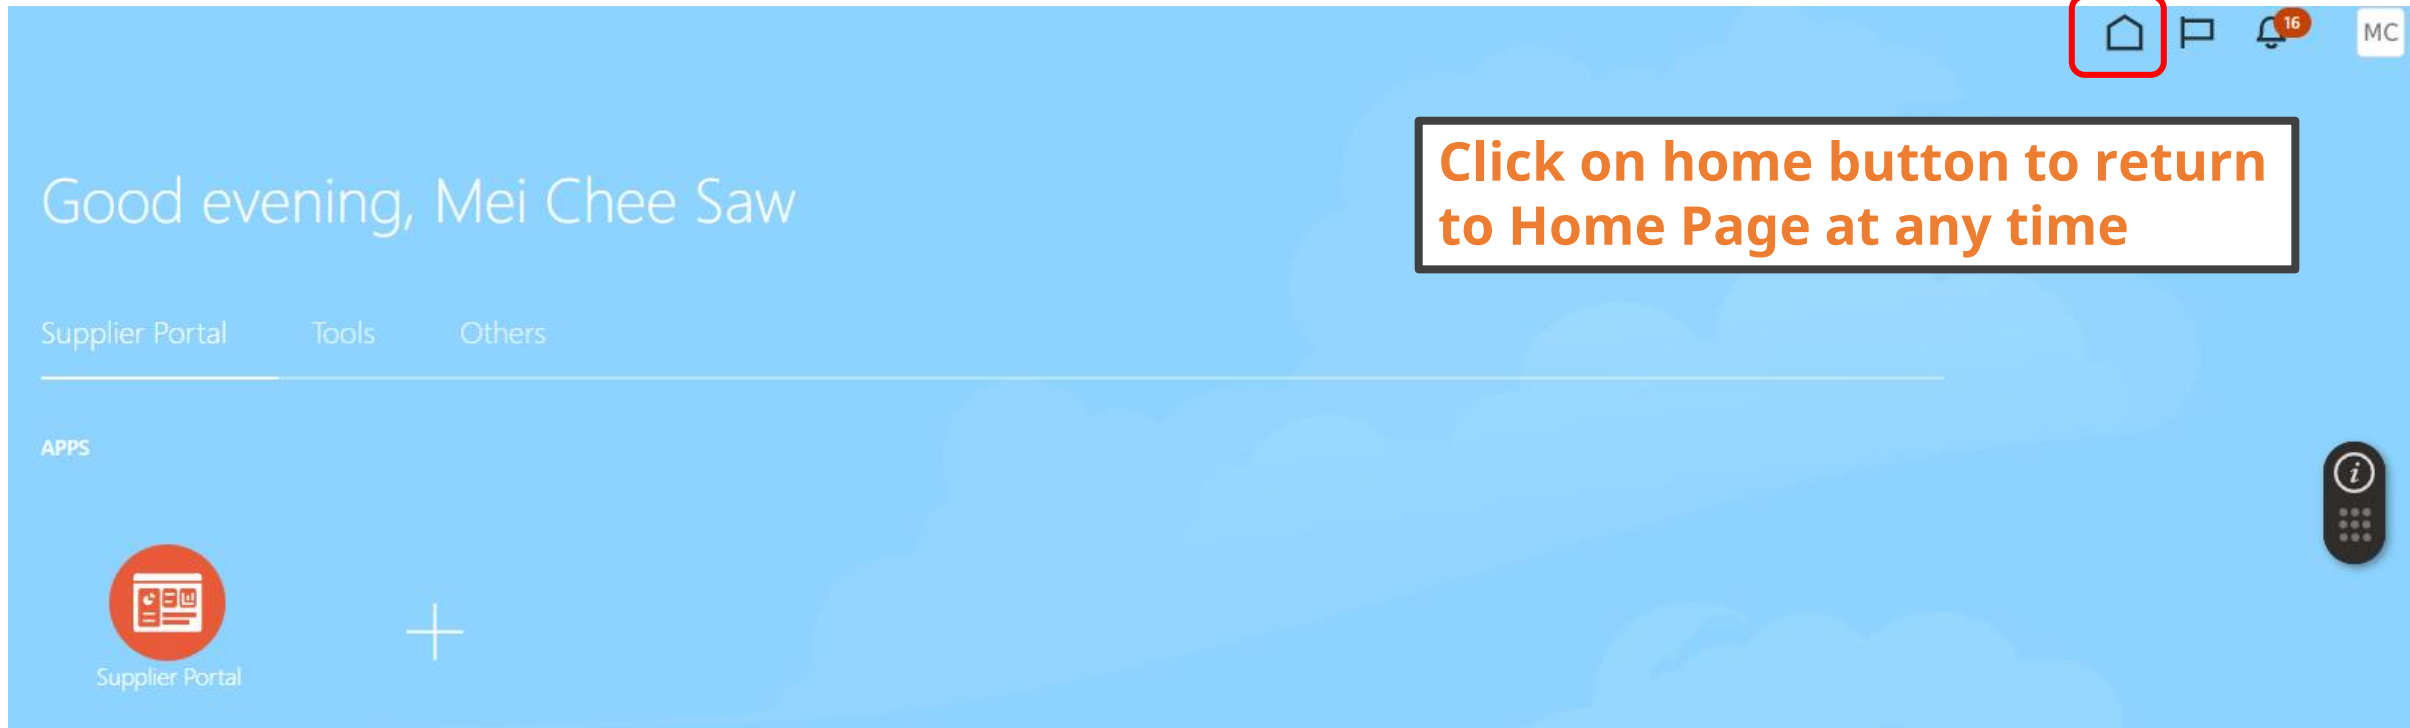 16
MC
Click on home button to return
to Home Page at any time
Good evening, Mei Chee Saw
Supplier Portal
Tools
Others
APPS
i
Supplier Portal